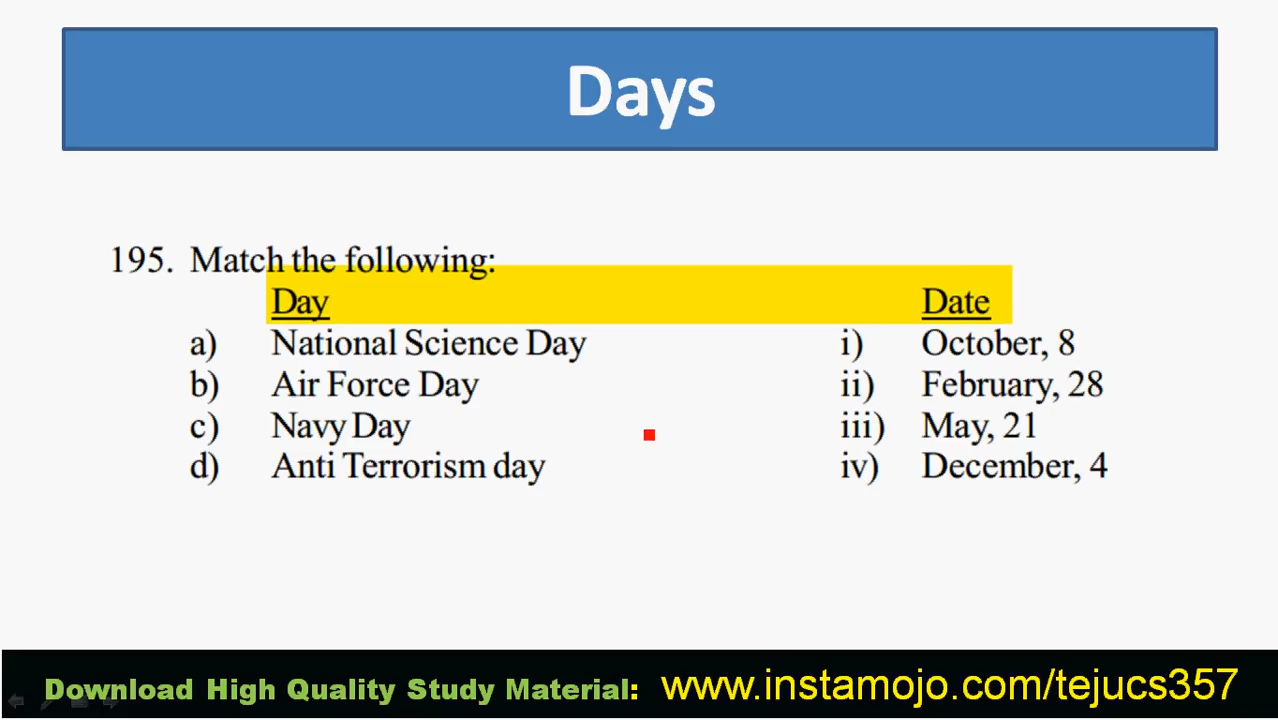 Days
195. Match the following:
Day Date
a) National Science Day i) October, 8
b) Air Force Day ii) February, 28
c) Navy Day iii) May, 21
d) Anti Terrorism day iv) December, 4
Download High Quality Study Material: www.instamojo.com/tejucs357